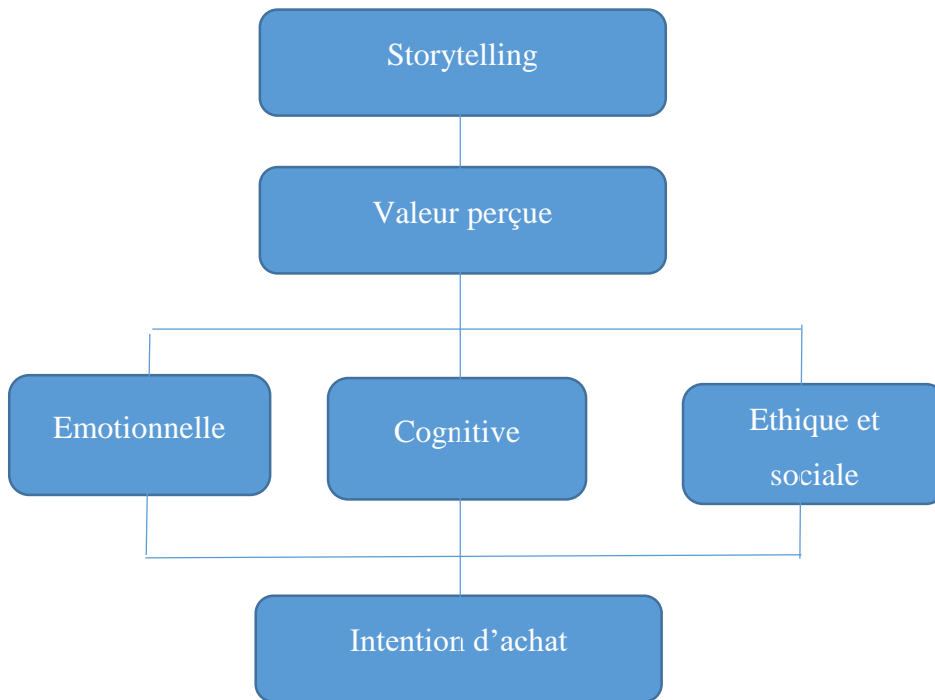 Storytelling
Valeur perçue
Emotionnelle
Cognitive
Ethique et
sociale
Intention d’achat